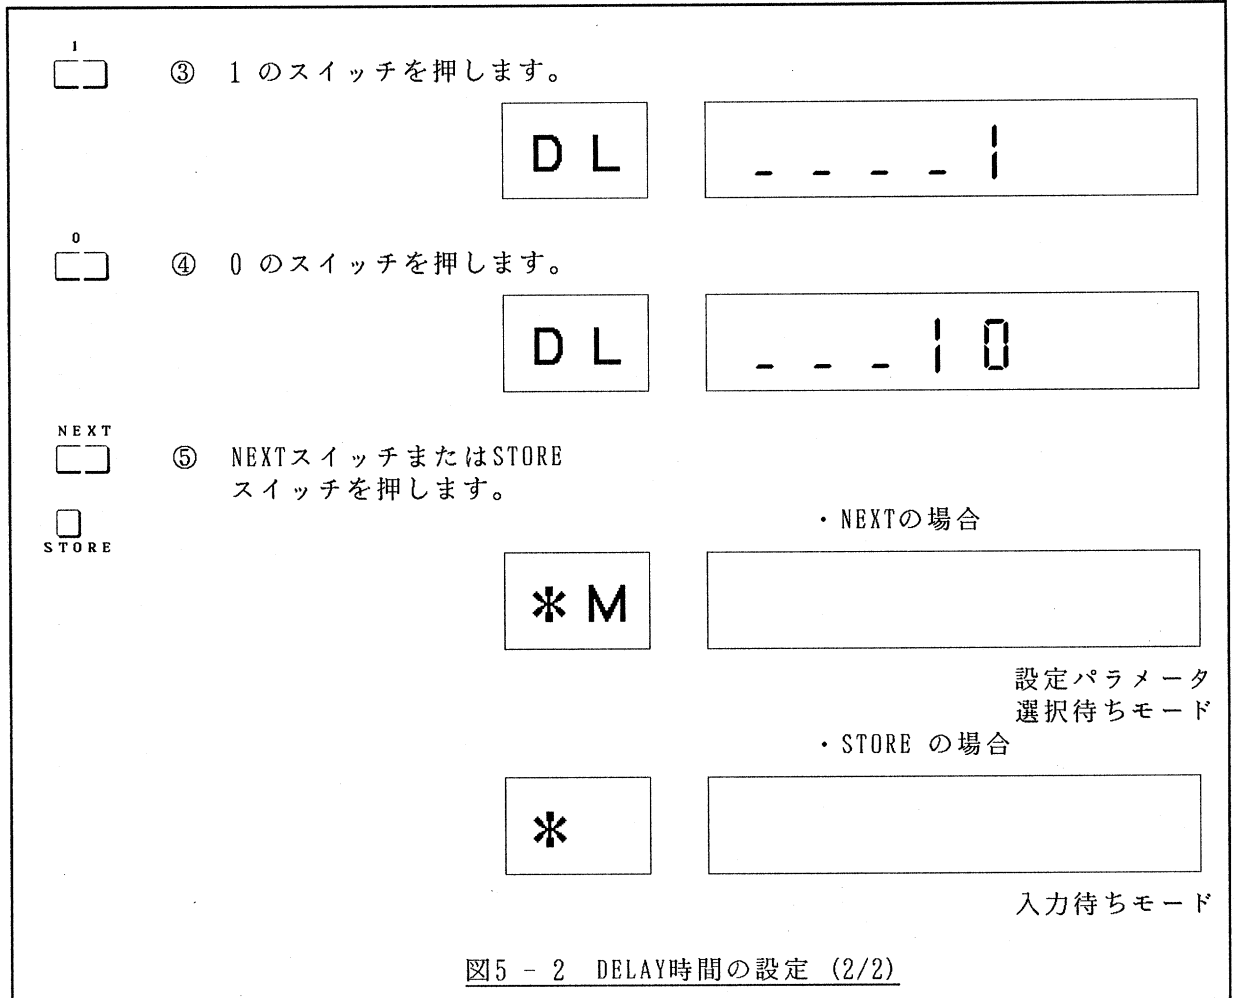 1
③ 1 のスイッチを押します。
D L
_ _ _ _ 1
0
④ 0 のスイッチを押します。
D L
_ _ _ 1 0
NEXT
⑤ NEXTスイッチまたはSTORE
スイッチを押します。
STORE
・NEXTの場合
* M
設定パラメータ
選択待ちモード
・STORE の場合
*
入力待ちモード
図5 - 2 DELAY時間の設定 (2/2)